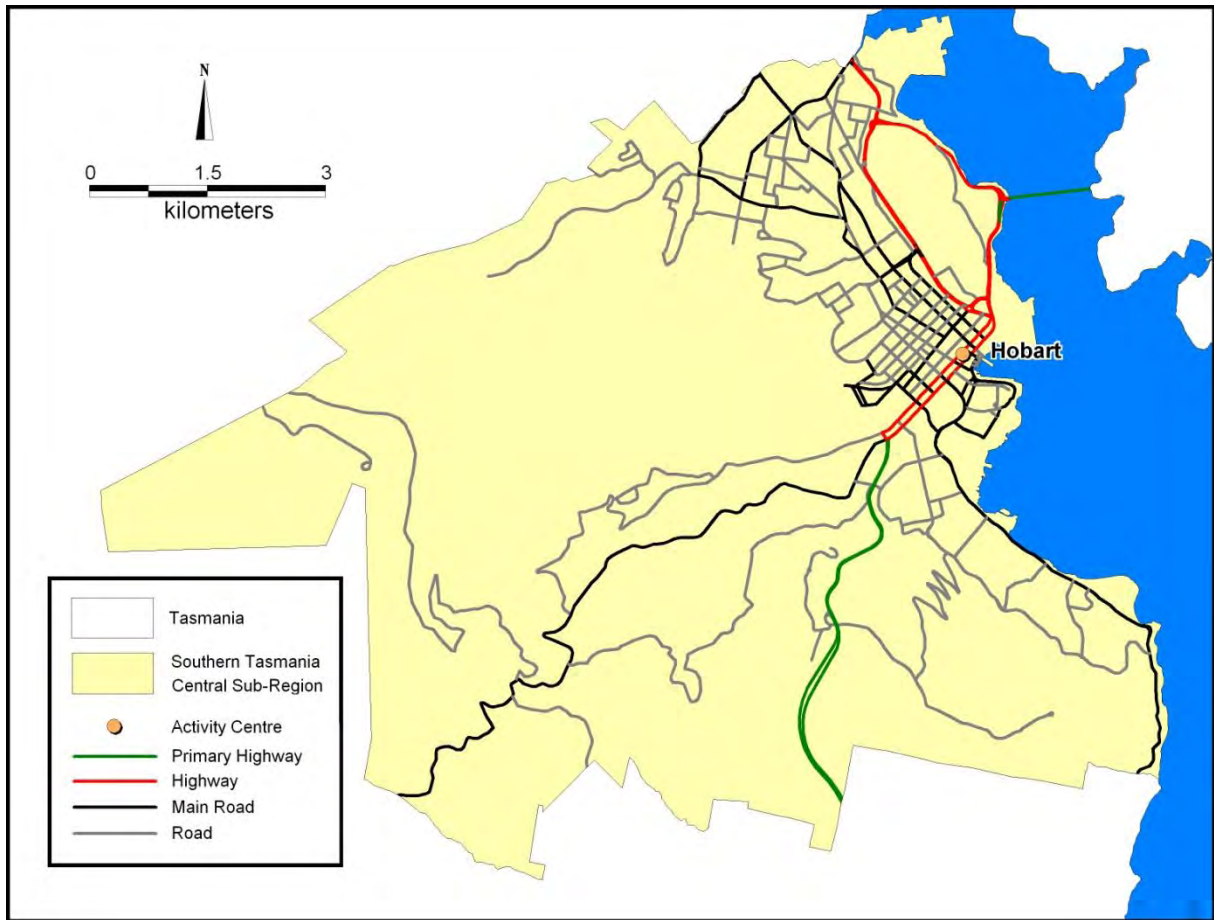 N
0 1.5 3
kilometers
Hobart
Tasmania
Southern Tasmania
Central Sub-Region
Activity Centre
Primary Highway
Highway
Main Road
Road